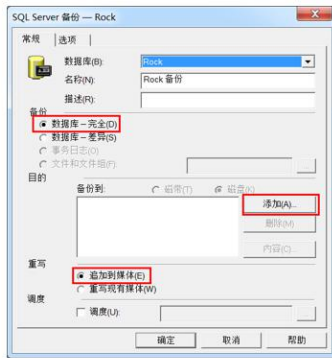 SQL Server 备份 — Rock
常规 选项
数据库(B): Rock
名称(N): Rock 备份
描述(R):
备份
数据库 – 完全(D)
数据库 – 差异(S)
事务日志(O)
文件和文件组(F):
目的
备份到: 磁带(T) 磁盘(K)
添加(A)...
删除(M)
内容(C)...
重写
追加到媒体(E)
重写现有媒体(W)
调度
调度(U):
确定 取消 帮助